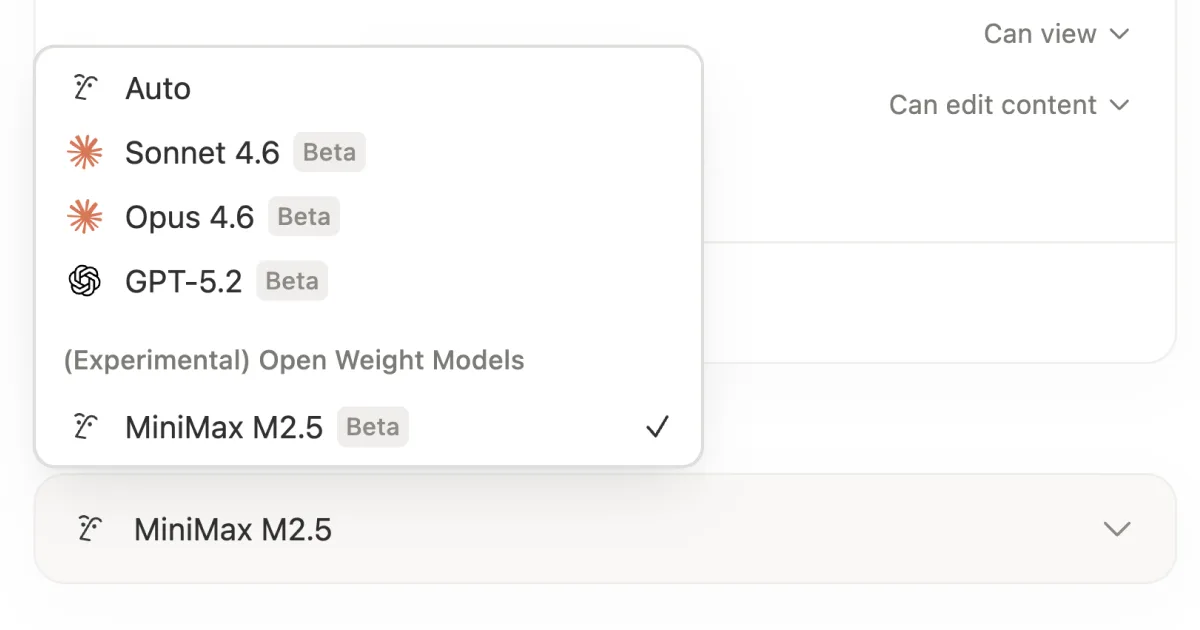 Can view
Auto
Can edit content
Sonnet 4.6 Beta
Opus 4.6 Beta
GPT-5.2 Beta
(Experimental) Open Weight Models
MiniMax M2.5 Beta
MiniMax M2.5